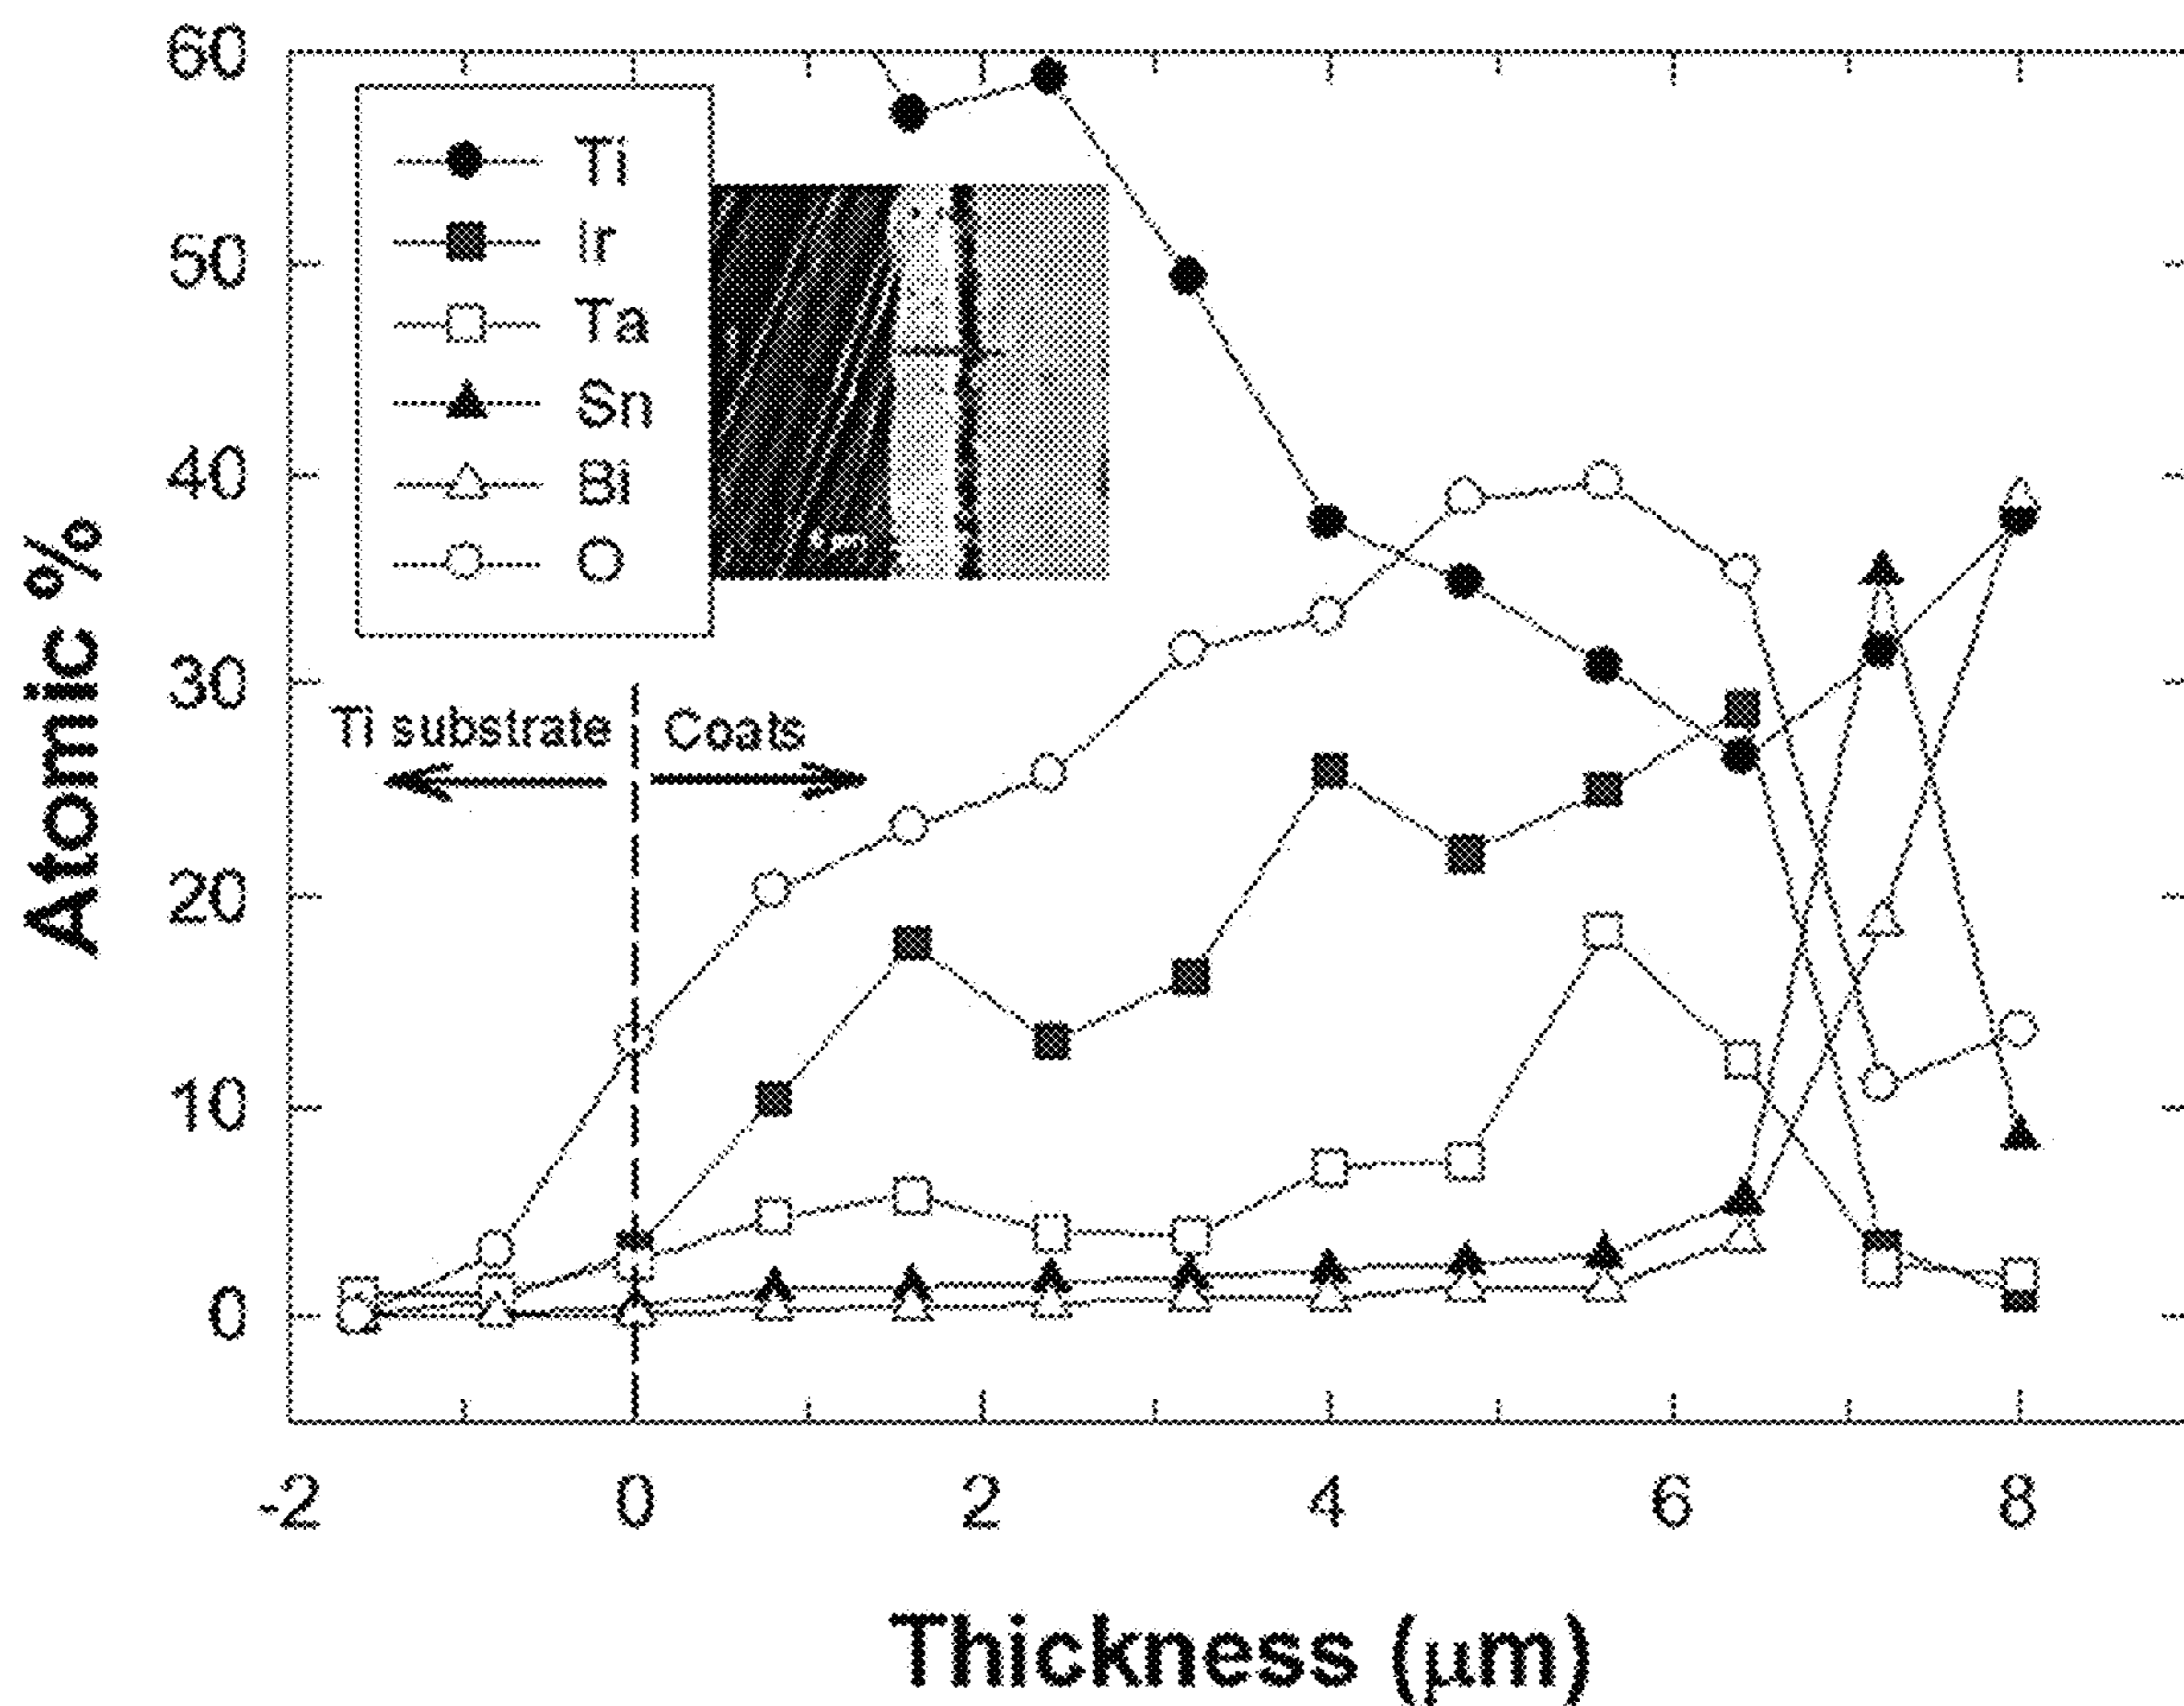 60
50
40
30
20
10
0
Atomic %
Ti
Ir
Ta
Sn
Bi
O
Ti substrate
Coats
-2 0 2 4 6 8
Thickness (μm)